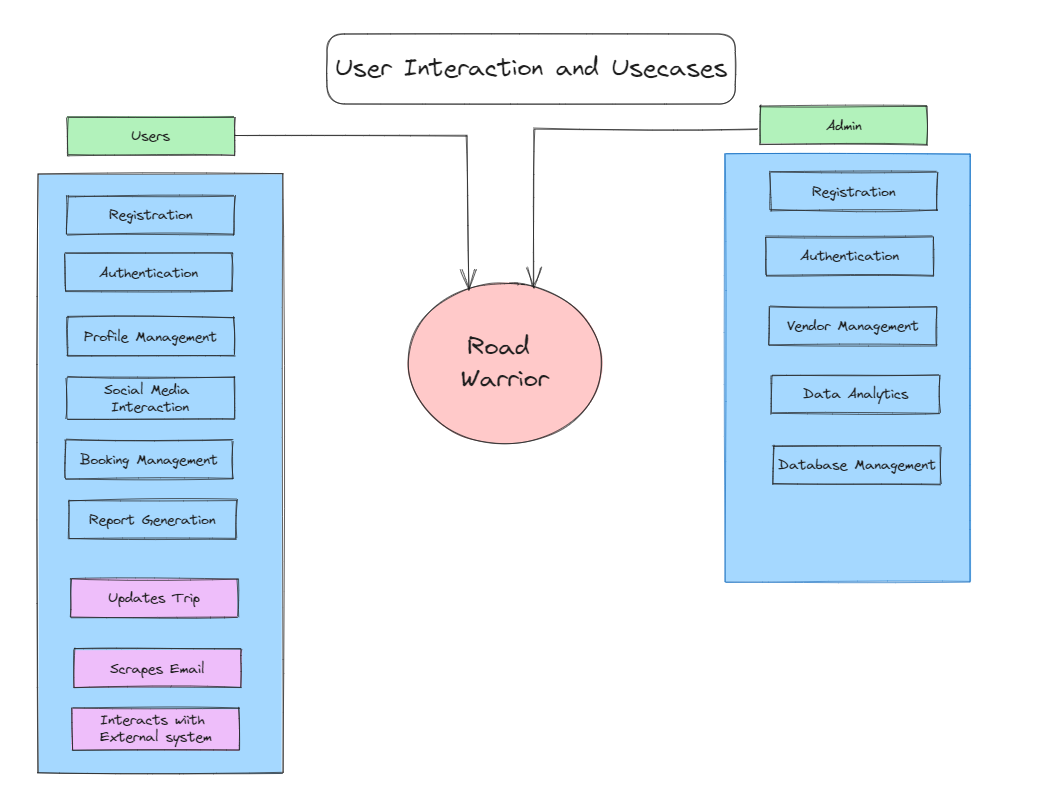 User Interaction and Usecases
Users
Registration
Authentication
Profile Management
Social Media
Interaction
Booking Management
Report Generation
Updates Trip
Scrapes Email
Interacts with
External system
Road
Warrior
Admin
Registration
Authentication
Vendor Management
Data Analytics
Database Management